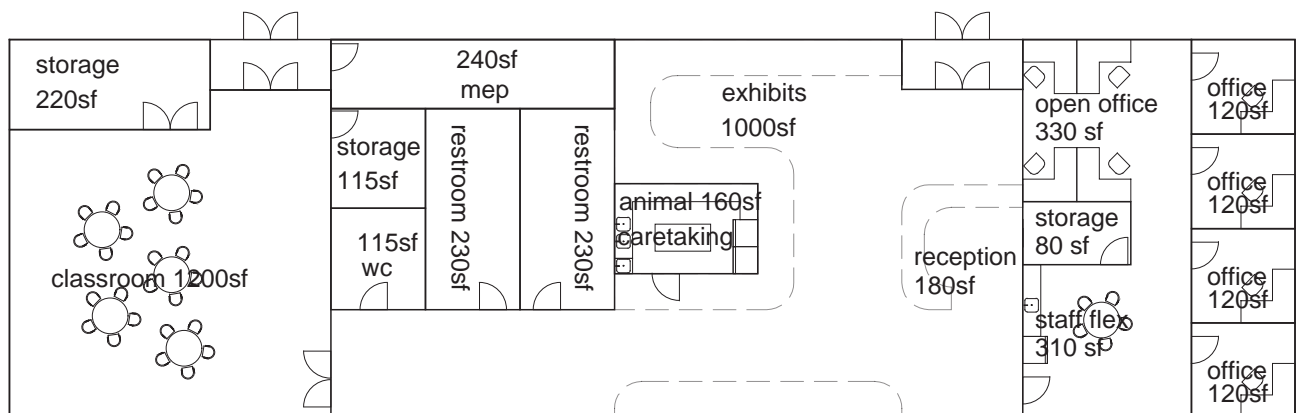 storage
220sf
240sf
mep
exhibits
1000sf
open office
330 sf
office
120sf
storage
115sf
restroom 230sf
restroom 230sf
office
120sf
animal 160sf
caretaking
storage
80 sf
115sf
wc
reception
180sf
office
120sf
classroom 1200sf
staff flex
310 sf
office
120sf